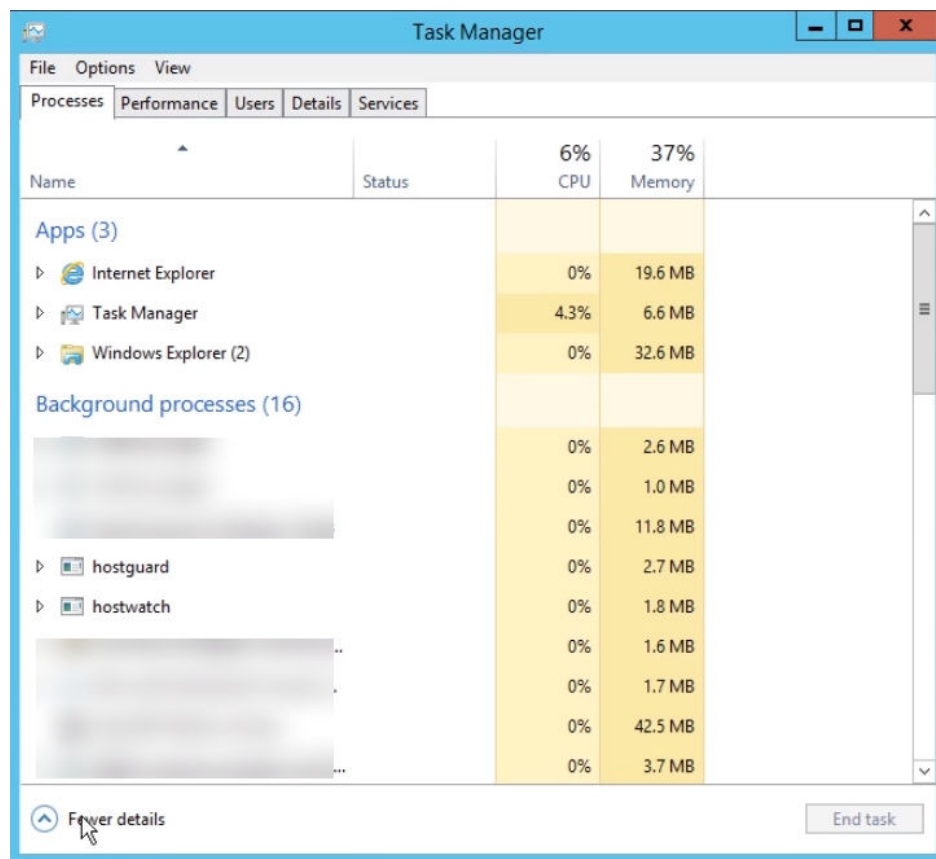 Task Manager
File Options View
Processes Performance Users Details Services
6% 37%
Name Status CPU Memory
Apps (3)
Internet Explorer 0% 19.6 MB
Task Manager 4.3% 6.6 MB
Windows Explorer (2) 0% 32.6 MB
Background processes (16)
0% 2.6 MB
0% 1.0 MB
0% 11.8 MB
hostguard 0% 2.7 MB
hostwatch 0% 1.8 MB
.. 0% 1.6 MB
. 0% 1.7 MB
0% 42.5 MB
... 0% 3.7 MB
Fewer details End task